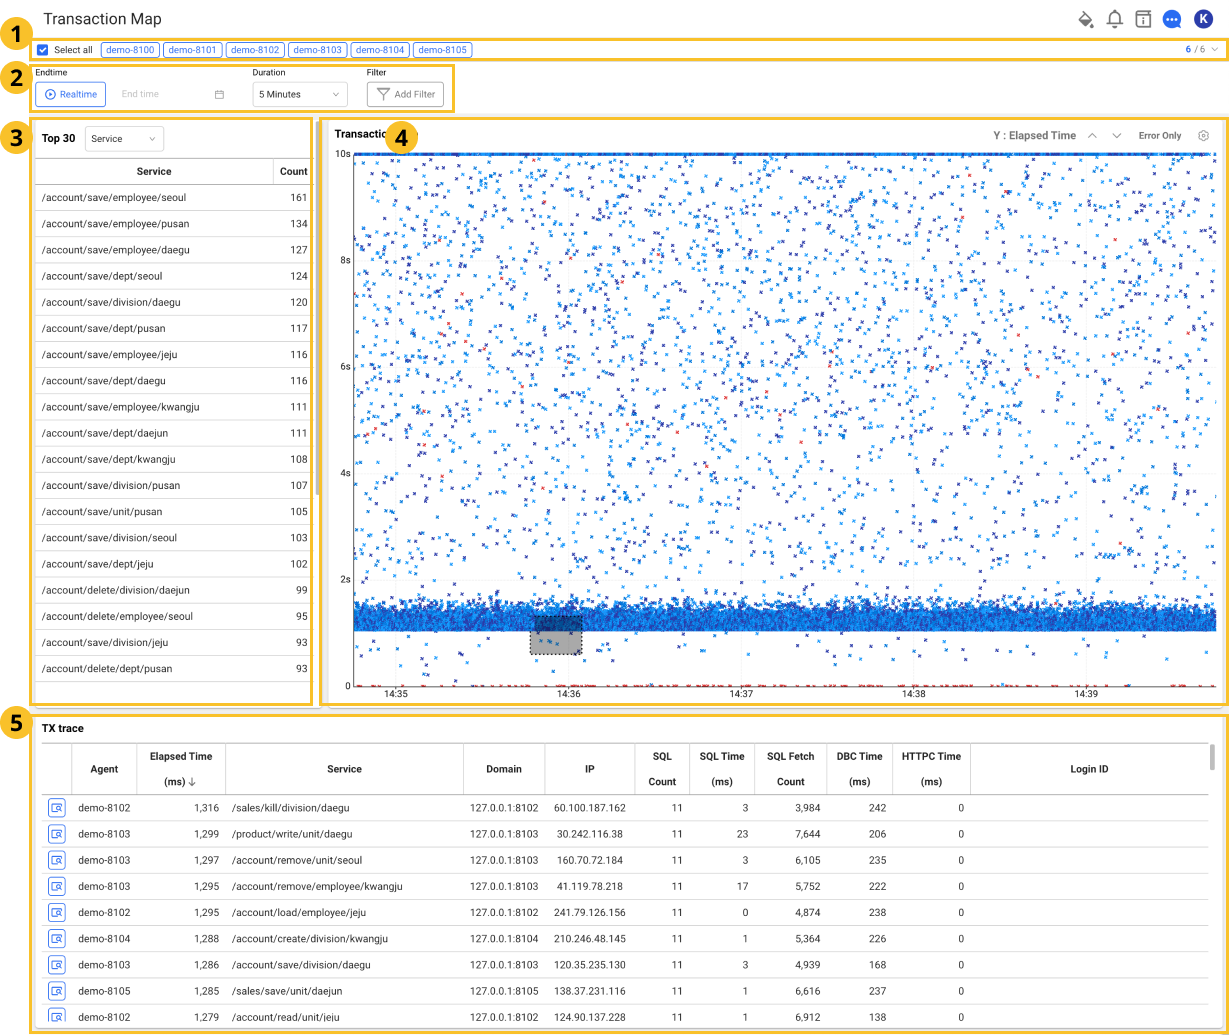 Transaction Map
K
1
Select all demo-8100 demo-8101 demo-8102 demo-8103 demo-8104 demo-8105 6 / 6
2
Endtime Duration Filter
Realtime End time 5 Minutes Add Filter
3
Top 30 Service
Service Count
/account/save/employee/seoul 161
/account/save/employee/pusan 134
/account/save/employee/daegu 127
/account/save/dept/seoul 124
/account/save/division/daegu 120
/account/save/dept/pusan 117
/account/save/employee/jeju 116
/account/save/dept/daegu 116
/account/save/employee/kwangju 111
/account/save/dept/daejun 111
/account/save/dept/kwangju 108
/account/save/division/pusan 107
/account/save/unit/pusan 105
/account/save/division/seoul 103
/account/save/dept/jeju 102
/account/delete/division/daejun 99
/account/delete/employee/seoul 95
/account/save/division/jeju 93
/account/delete/dept/pusan 93
4
Y : Elapsed Time Error Only
10s
8s
6s
4s
2s
0
14:35 14:36 14:37 14:38 14:39
5
TX trace
Agent Elapsed Time (ms) ↓ Service Domain IP SQL Count SQL Time (ms) SQL Fetch Count DBC Time (ms) HTTPC Time (ms) Login ID
demo-8102 1,316 /sales/kill/division/daegu 127.0.0.1:8102 60.100.187.162 11 3 3,984 242 0
demo-8103 1,299 /product/write/unit/daegu 127.0.0.1:8103 30.242.116.38 11 23 7,644 206 0
demo-8103 1,297 /account/remove/unit/seoul 127.0.0.1:8103 160.70.72.184 11 3 6,105 235 0
demo-8103 1,295 /account/remove/employee/kwangju 127.0.0.1:8103 41.119.78.218 11 17 5,752 222 0
demo-8102 1,295 /account/load/employee/jeju 127.0.0.1:8102 241.79.126.156 11 0 4,874 238 0
demo-8104 1,288 /account/create/division/kwangju 127.0.0.1:8104 210.246.48.145 11 1 5,364 226 0
demo-8103 1,286 /account/save/division/daegu 127.0.0.1:8103 120.35.235.130 11 3 4,939 168 0
demo-8105 1,285 /sales/save/unit/daejun 127.0.0.1:8105 138.37.231.116 11 1 6,616 237 0
demo-8102 1,279 /account/read/unit/jeju 127.0.0.1:8102 124.90.137.228 11 1 6,912 138 0